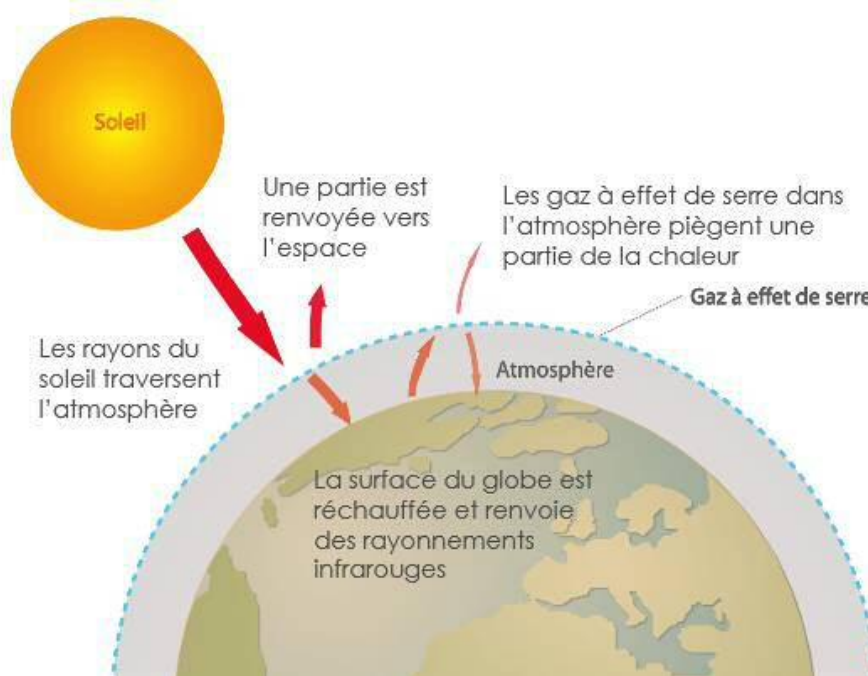 Soleil
Une partie est
renvoyée vers
l'espace
Les gaz à effet de serre dans
l'atmosphère piègent une
partie de la chaleur
Gaz à effet de serre
Les rayons du
soleil traversent
l'atmosphère
Atmosphère
La surface du globe est
réchauffée et renvoie
des rayonnements
infrarouges